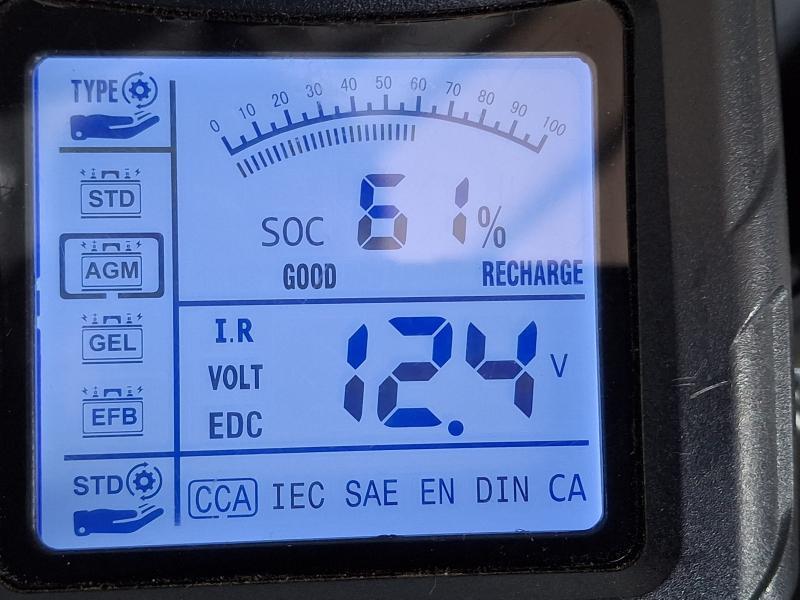 TYPE
0 10 20 30 40 50 60 70 80 90 100
STD
SOC 61%
AGM
GOOD RECHARGE
GEL
I.R
VOLT 12.4 V
EFB
EDC
STD
CCA IEC SAE EN DIN CA